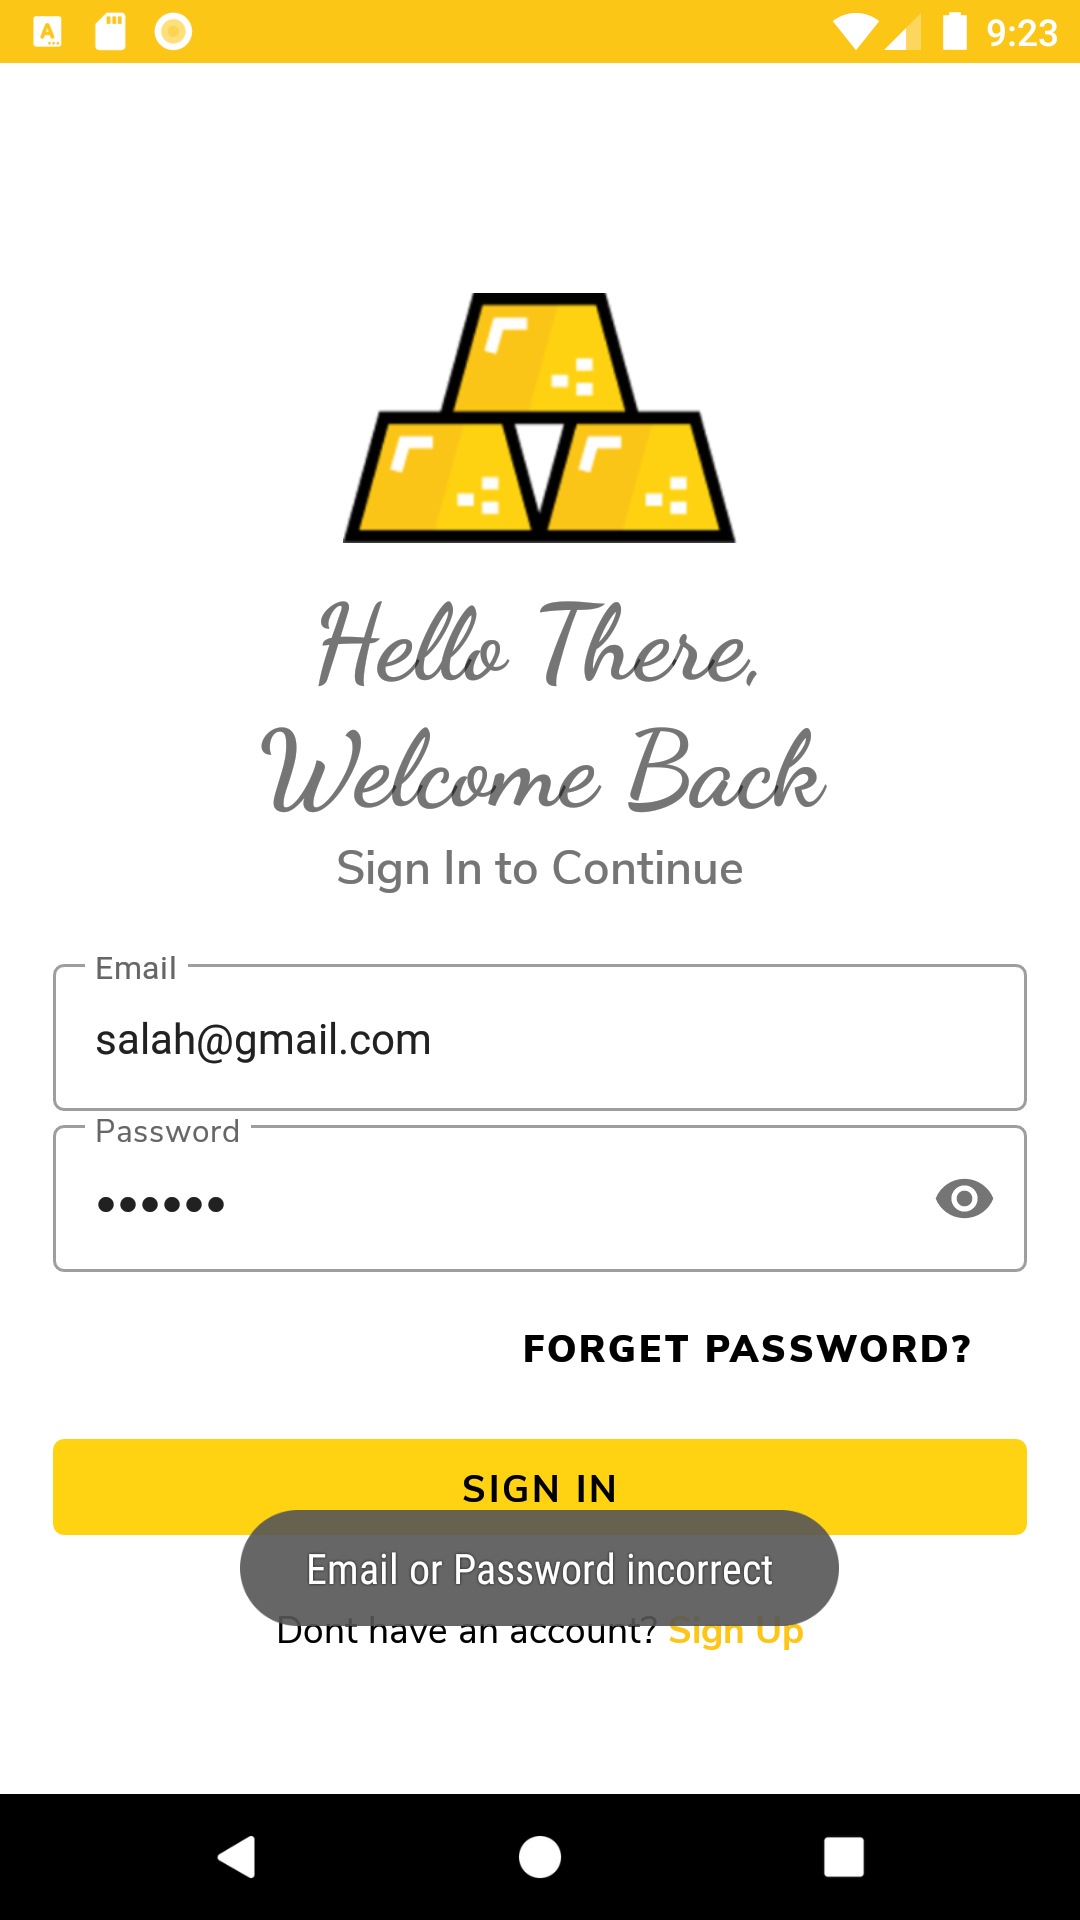 9:23
Hello There,
Welcome Back
Sign In to Continue
Email
salah@gmail.com
Password
••••••
FORGET PASSWORD?
SIGN IN
Email or Password incorrect
Dont have an account? Sign Up